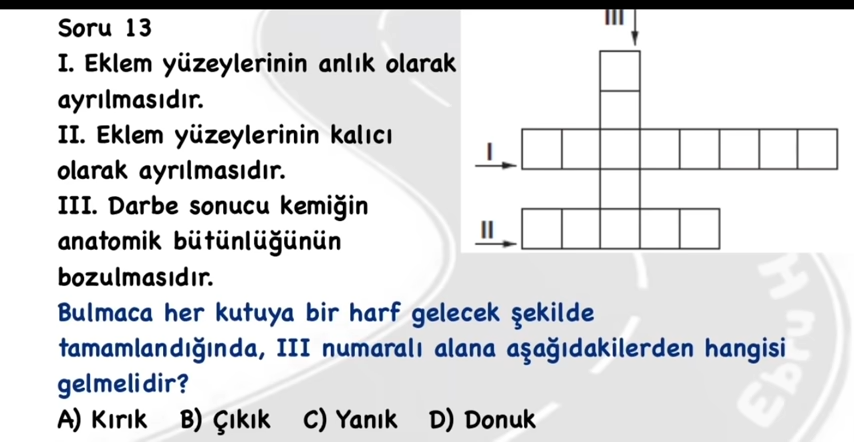 Soru 13
III
I. Eklem yüzeylerinin anlık olarak
ayrılmasıdır.
II. Eklem yüzeylerinin kalıcı
olarak ayrılmasıdır.
III. Darbe sonucu kemiğin
anatomik bütünlüğünün
bozulmasıdır.
I
II
Bulmaca her kutuya bir harf gelecek şekilde
tamamlandığında, III numaralı alana aşağıdakilerden hangisi
gelmelidir?
A) Kırık B) Çıkık C) Yanık D) Donuk
Ebru H